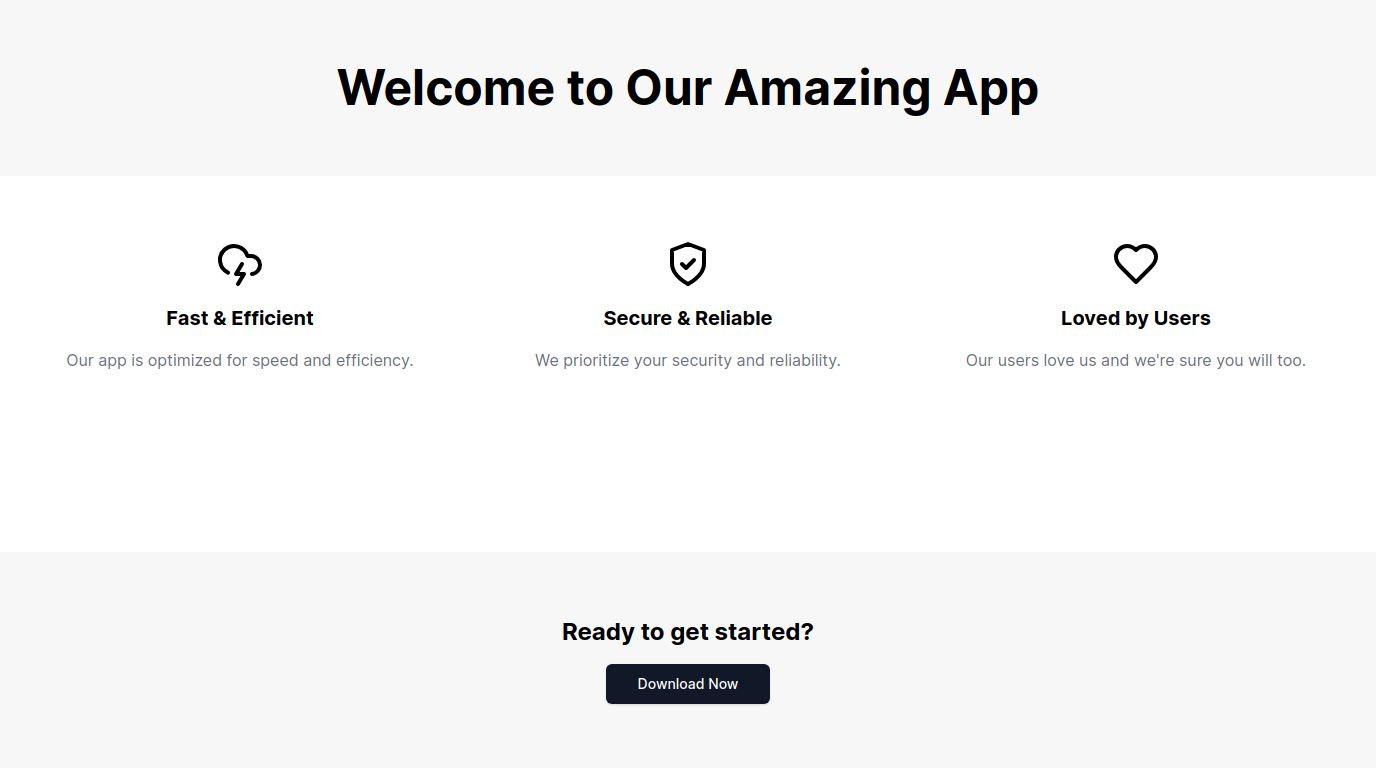 Welcome to Our Amazing App
Fast & Efficient
Our app is optimized for speed and efficiency.
Secure & Reliable
We prioritize your security and reliability.
Loved by Users
Our users love us and we're sure you will too.
Ready to get started?
Download Now